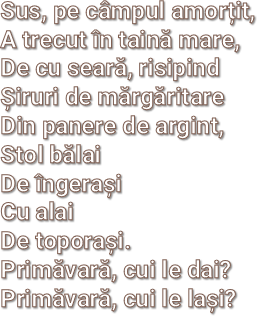 Sus, pe câmpul amorțit,
A trecut în taină mare,
De cu seară, risipind
Șiruri de mărgăritare
Din panere de argint,
Stol bălai
De îngerași
Cu alai
De toporași.
Primăvară, cui le dai?
Primăvară, cui le lași?